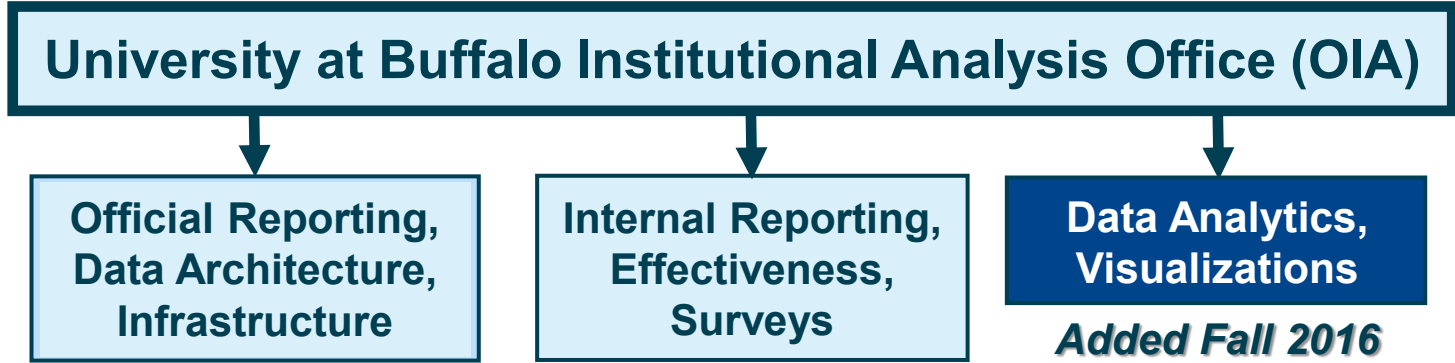 University at Buffalo Institutional Analysis Office (OIA)
Official Reporting,
Data Architecture,
Infrastructure
Internal Reporting,
Effectiveness,
Surveys
Data Analytics,
Visualizations
Added Fall 2016